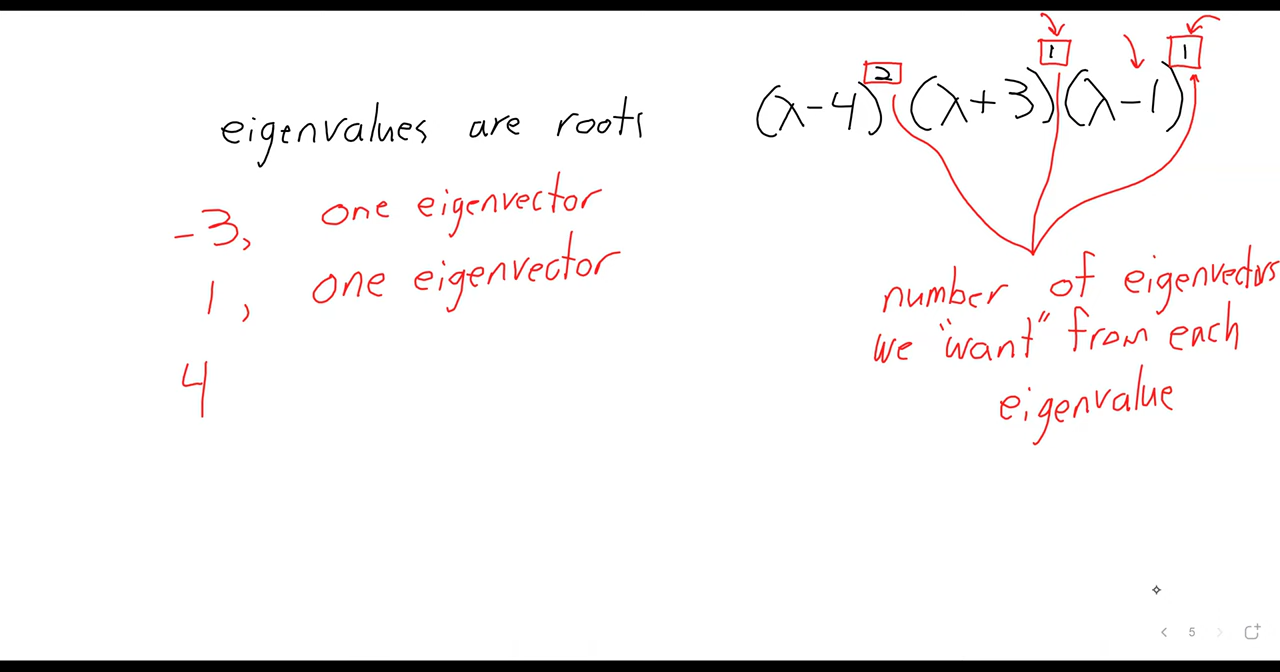 eigenvalues are roots
(λ-4)² (λ+3)¹ (λ-1)¹
-3, one eigenvector
1, one eigenvector
4
number of eigenvectors
we "want" from each
eigenvalue
5